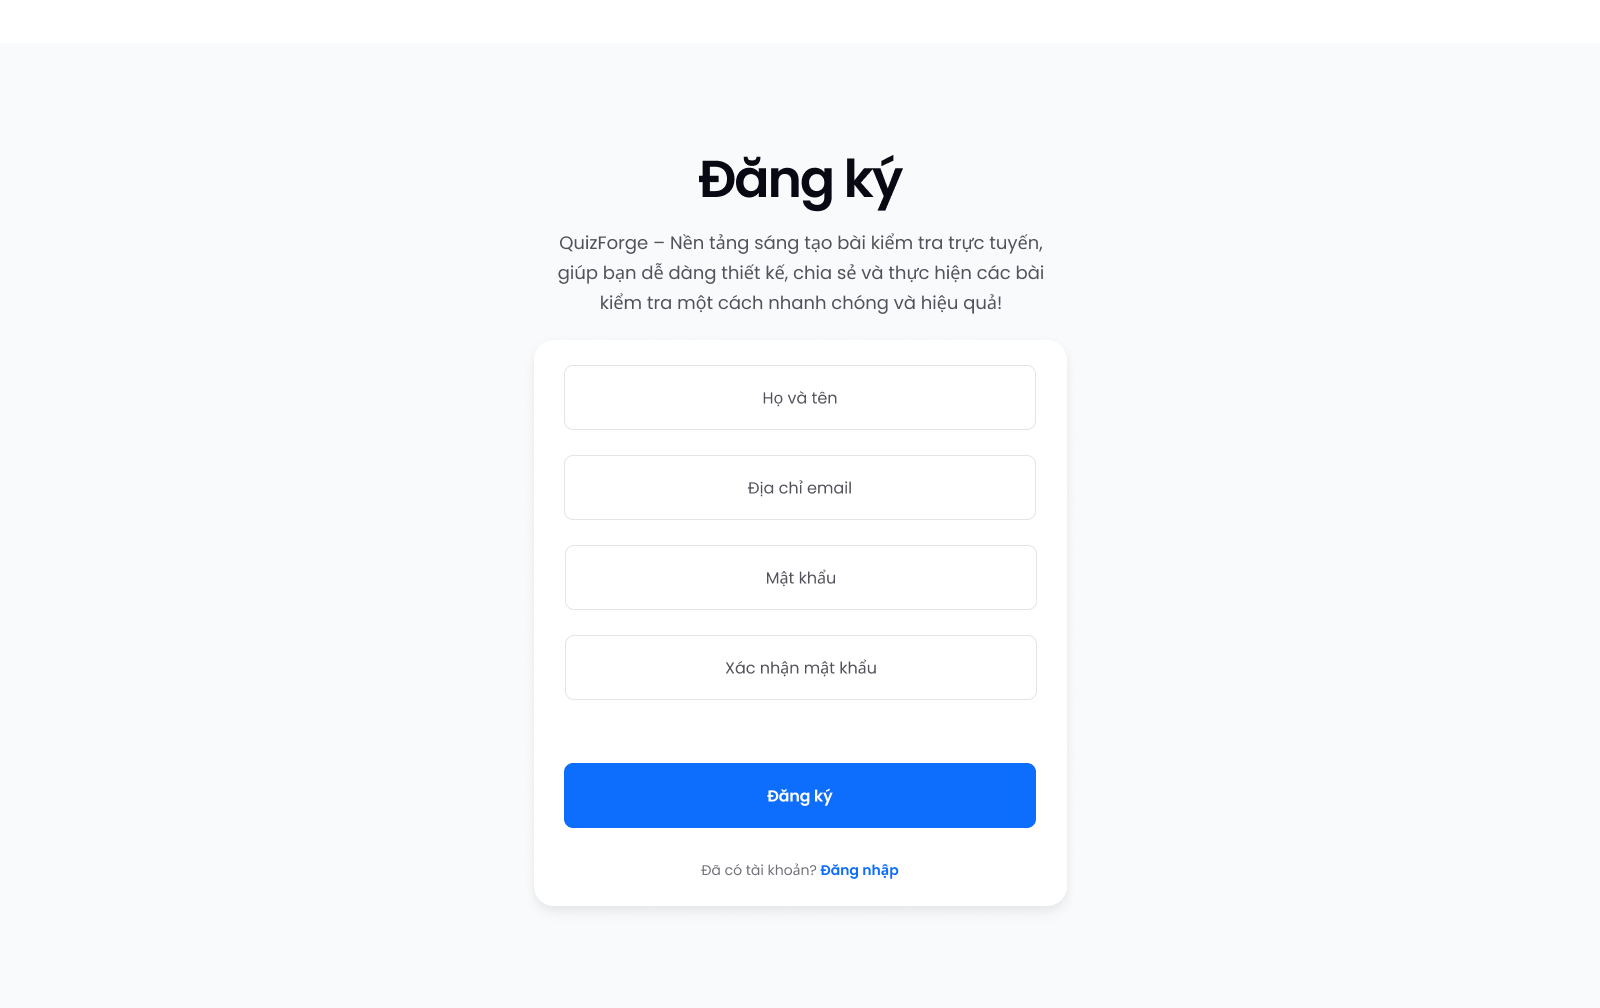 Đăng ký
QuizForge – Nền tảng sáng tạo bài kiểm tra trực tuyến,
giúp bạn dễ dàng thiết kế, chia sẻ và thực hiện các bài
kiểm tra một cách nhanh chóng và hiệu quả!
Họ và tên
Địa chỉ email
Mật khẩu
Xác nhận mật khẩu
Đăng ký
Đã có tài khoản? Đăng nhập